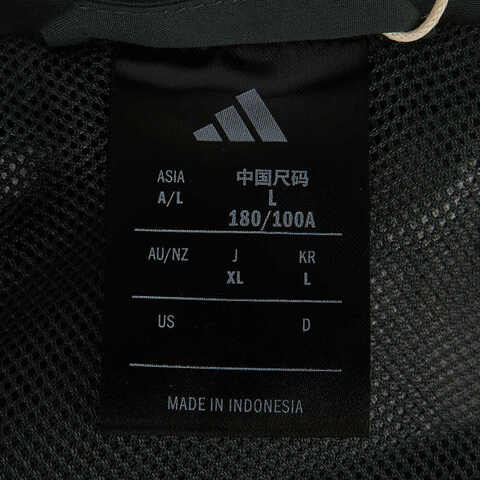 ASIA 中国尺码
A/L L
180/100A
AU/NZ J KR
XL L
US D
MADE IN INDONESIA